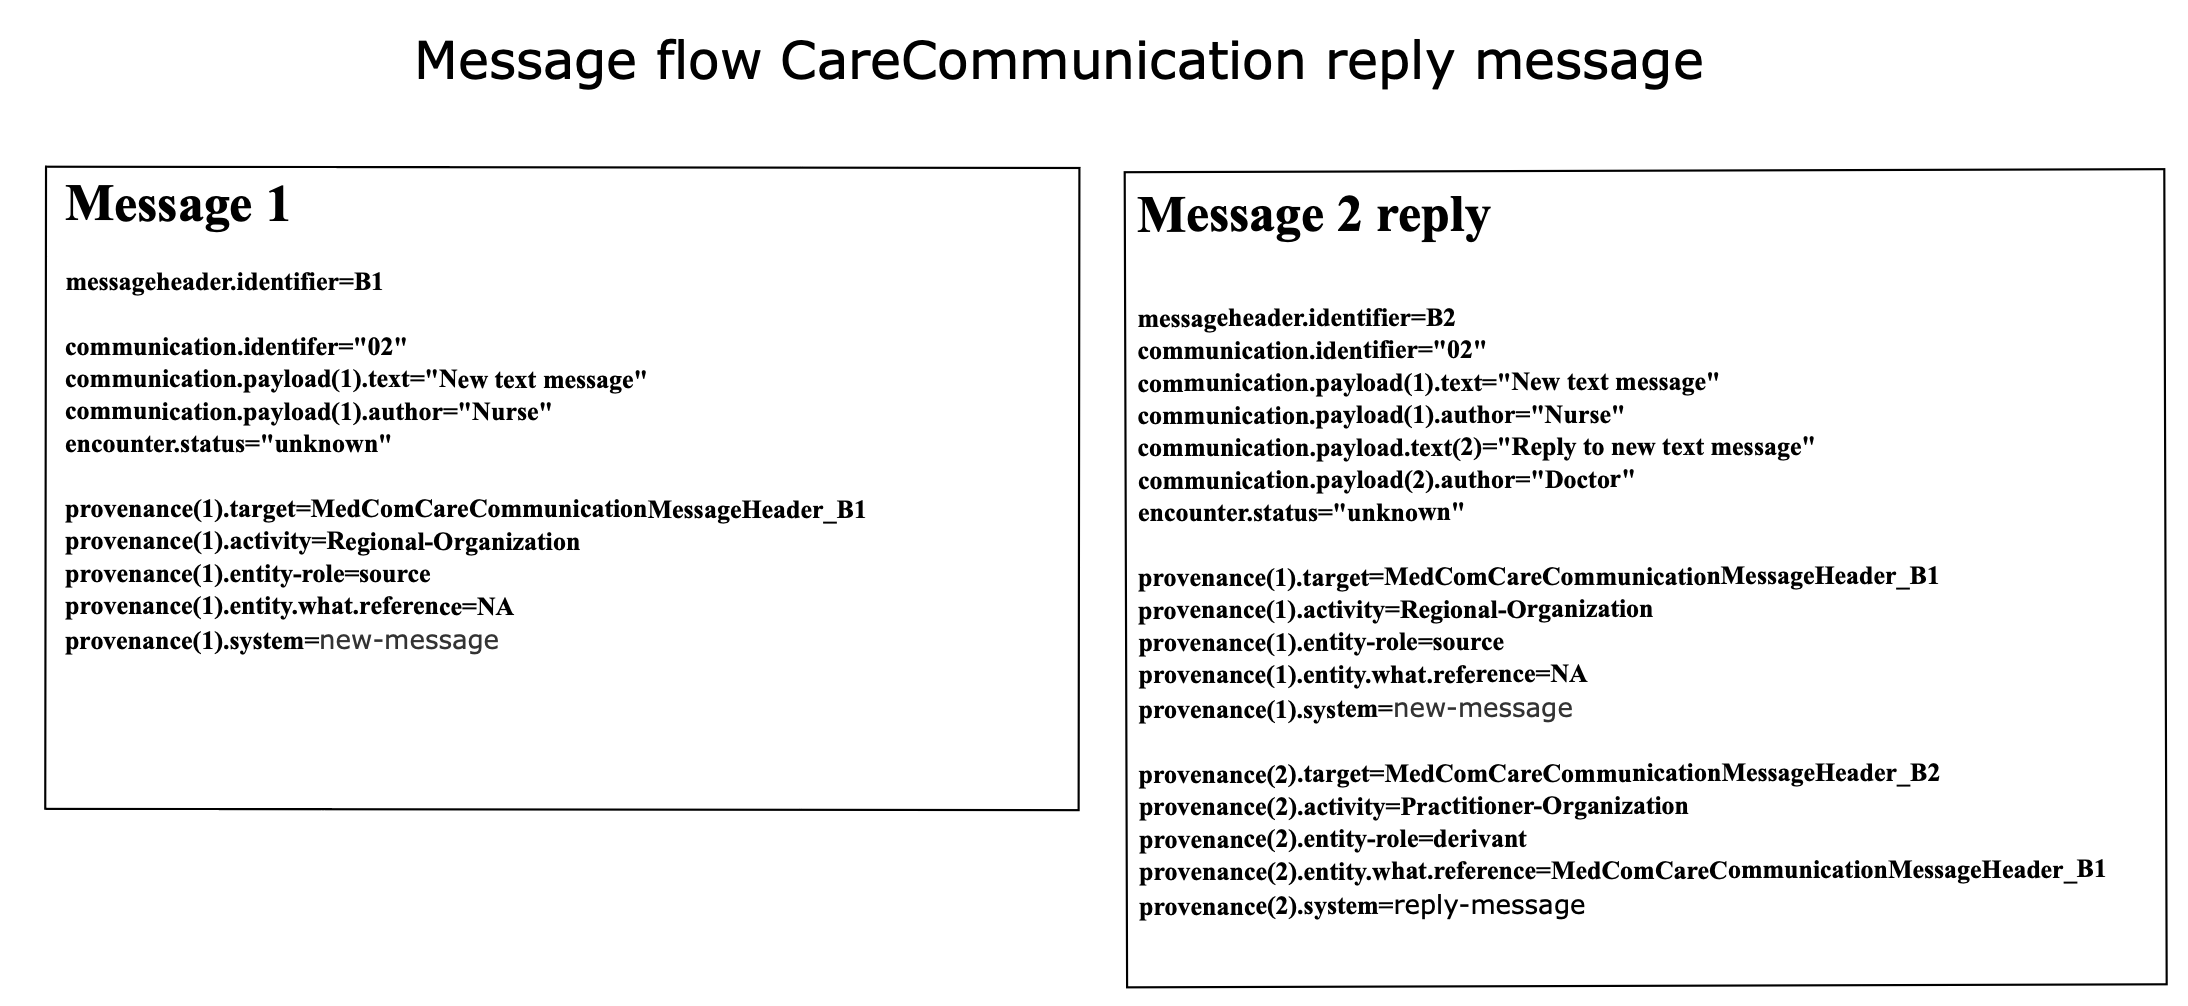 Message flow CareCommunication reply message
Message 1
messageheader.identifier=B1
communication.identifer="02"
communication.payload(1).text="New text message"
communication.payload(1).author="Nurse"
encounter.status="unknown"
provenance(1).target=MedComCareCommunicationMessageHeader_B1
provenance(1).activity=Regional-Organization
provenance(1).entity-role=source
provenance(1).entity.what.reference=NA
provenance(1).system=new-message
Message 2 reply
messageheader.identifier=B2
communication.identifier="02"
communication.payload(1).text="New text message"
communication.payload(1).author="Nurse"
communication.payload.text(2)="Reply to new text message"
communication.payload(2).author="Doctor"
encounter.status="unknown"
provenance(1).target=MedComCareCommunicationMessageHeader_B1
provenance(1).activity=Regional-Organization
provenance(1).entity-role=source
provenance(1).entity.what.reference=NA
provenance(1).system=new-message
provenance(2).target=MedComCareCommunicationMessageHeader_B2
provenance(2).activity=Practitioner-Organization
provenance(2).entity-role=derivant
provenance(2).entity.what.reference=MedComCareCommunicationMessageHeader_B1
provenance(2).system=reply-message